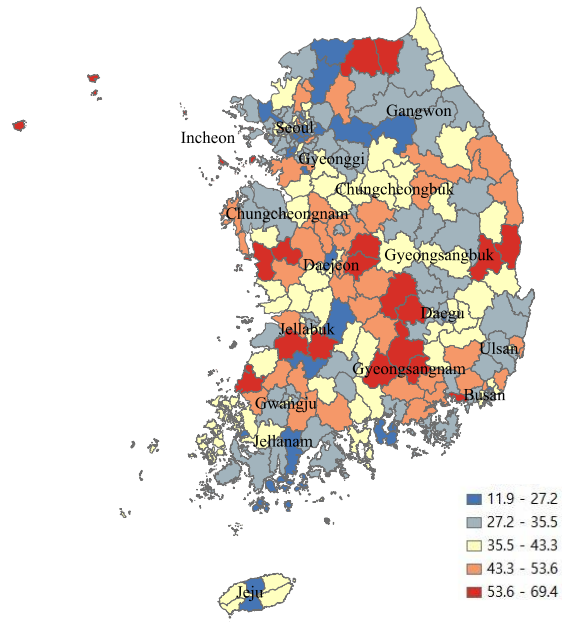 Gangwon
Seoul
Incheon
Gyeonggi
Chungcheongbuk
Chungcheongnam
Gyeongsangbuk
Daejeon
Daegu
Jellabuk
Ulsan
Gyeongsangnam
Busan
Gwangju
Jellanam
Jeju
11.9 - 27.2
27.2 - 35.5
35.5 - 43.3
43.3 - 53.6
53.6 - 69.4